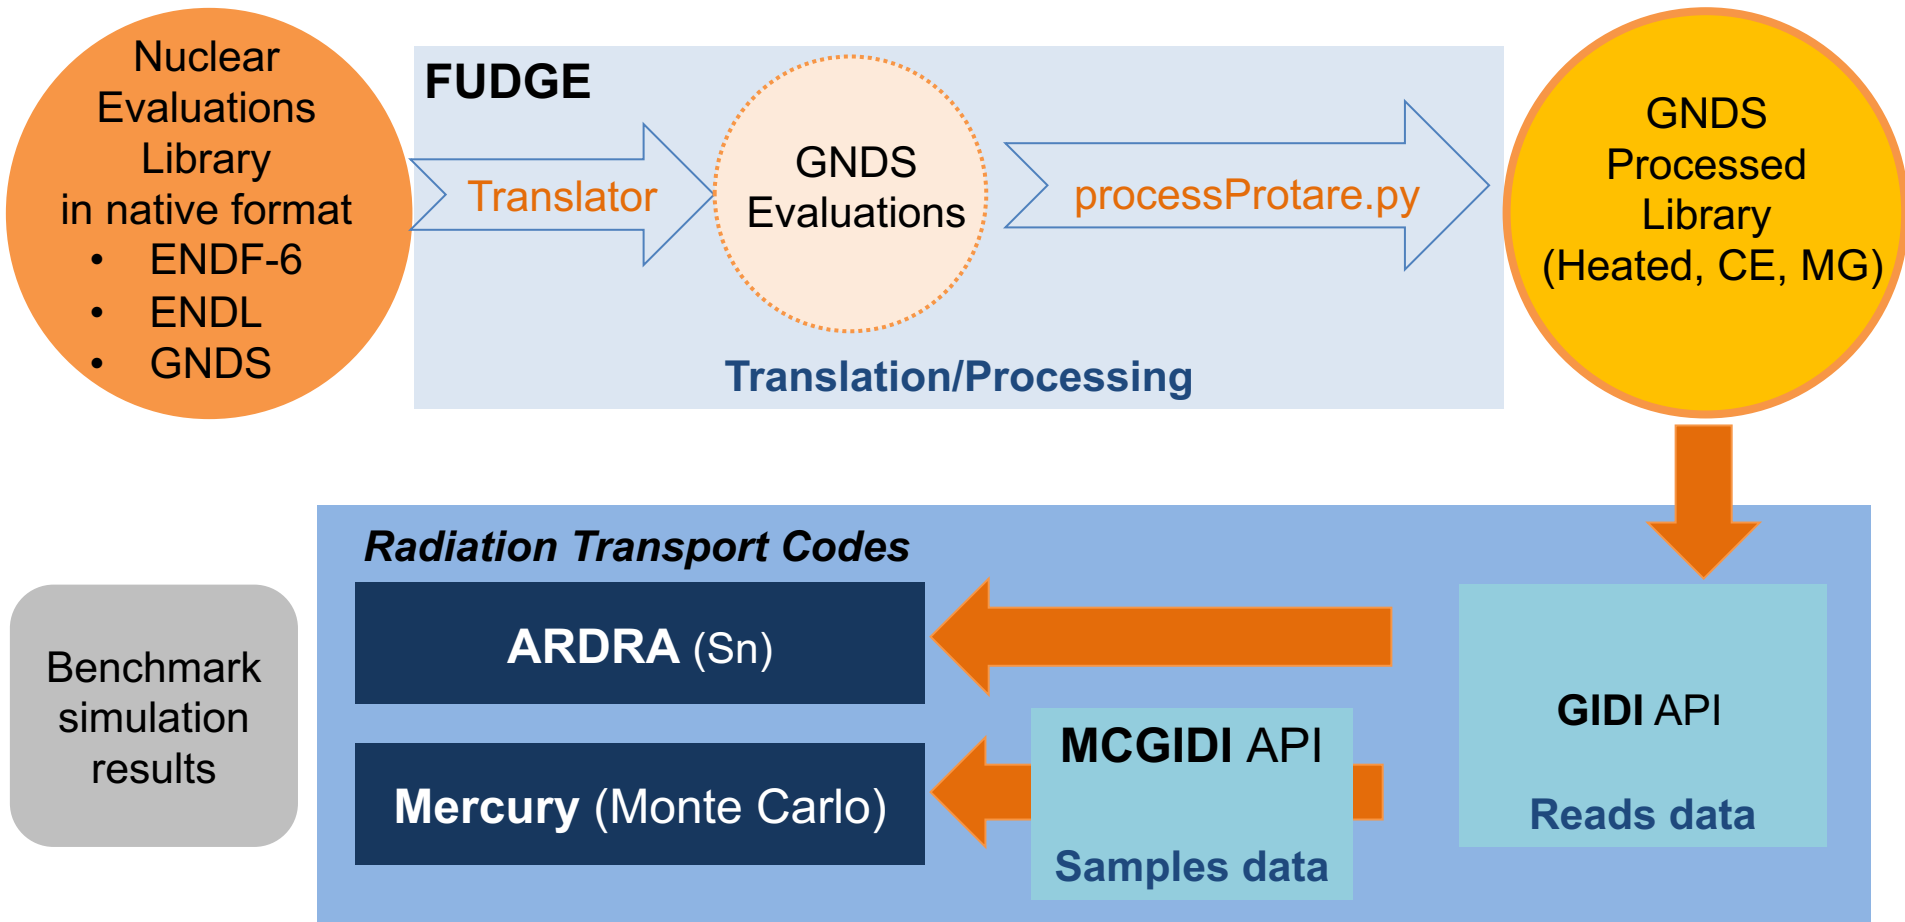 Nuclear
Evaluations
Library
in native format
• ENDF-6
• ENDL
• GNDS
FUDGE
Translator
GNDS
Evaluations
processProtare.py
Translation/Processing
GNDS
Processed
Library
(Heated, CE, MG)
Radiation Transport Codes
ARDRA (Sn)
Mercury (Monte Carlo)
MCGIDI API
Samples data
GIDI API
Reads data
Benchmark
simulation
results